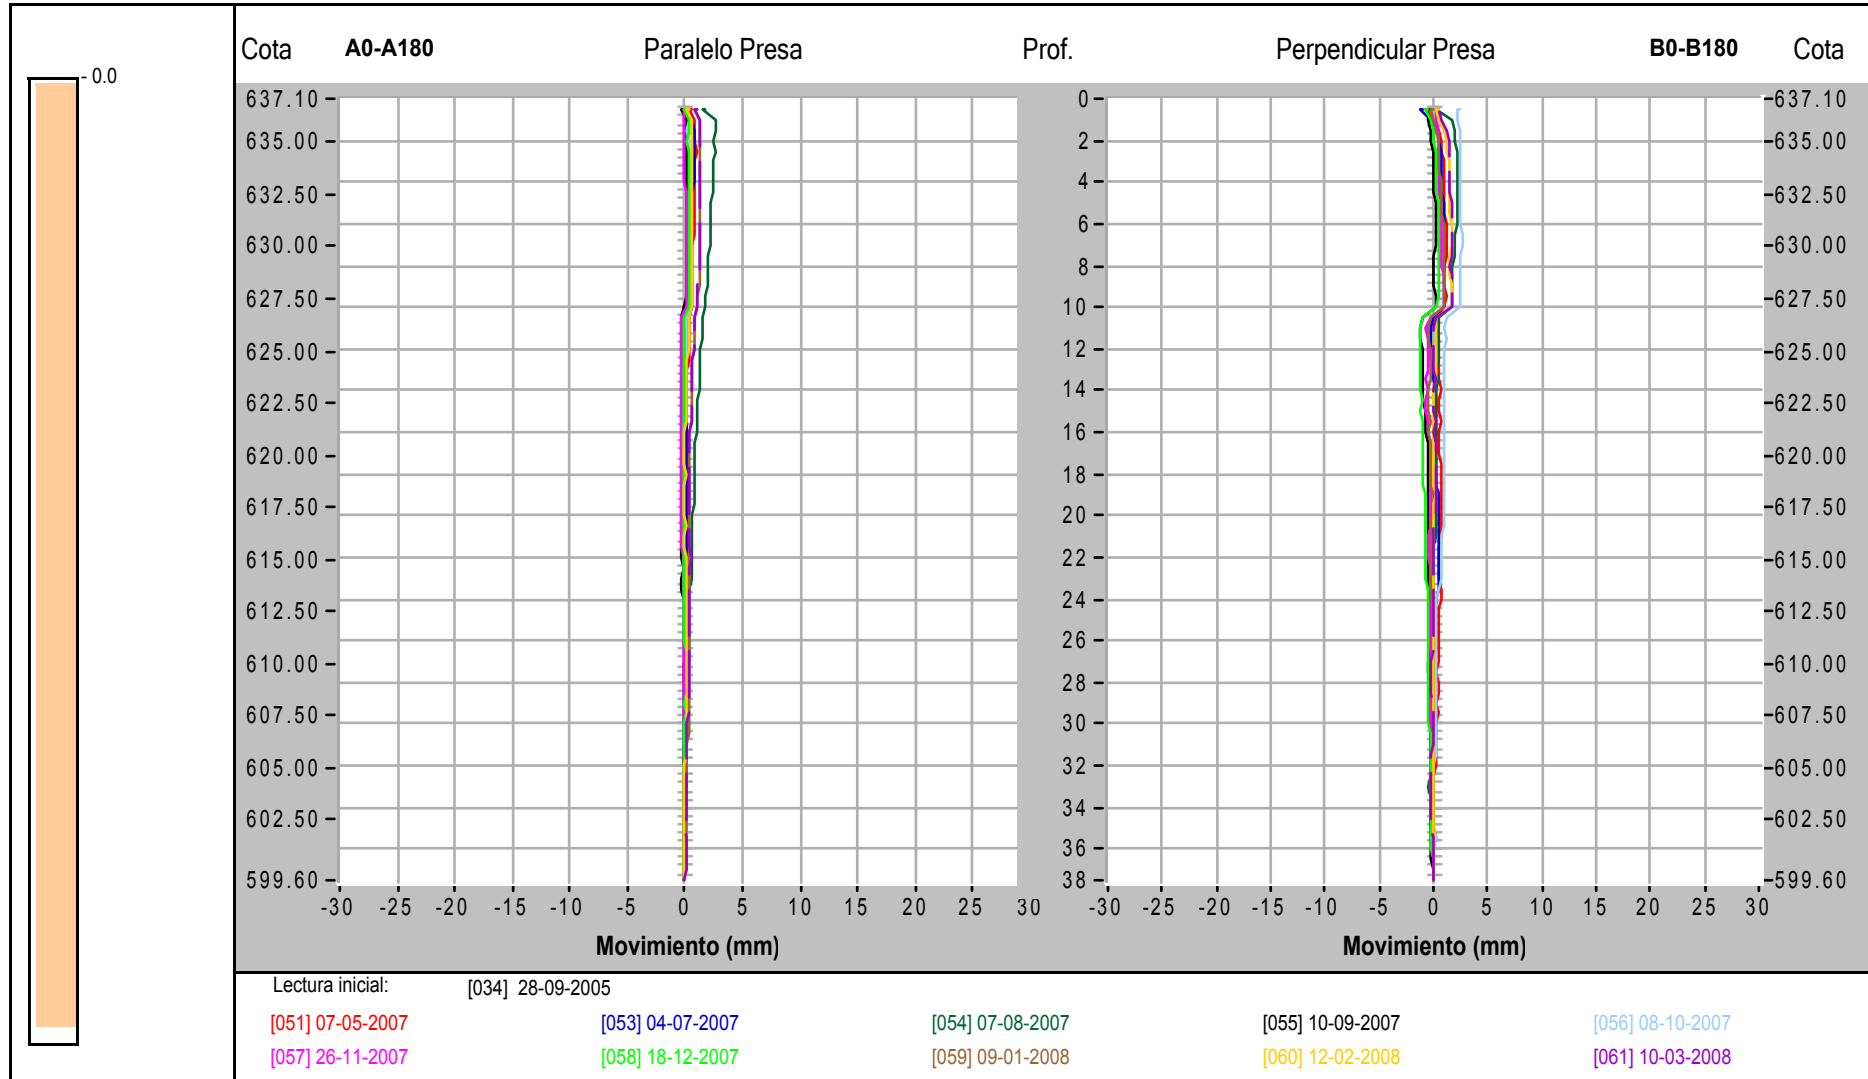 - 0.0
Cota A0-A180 Paralelo Presa Prof. Perpendicular Presa B0-B180 Cota
637.10 0 637.10
635.00 2 635.00
4
632.50 632.50
6
630.00 630.00
8
627.50 10 627.50
625.00 12 625.00
14
622.50 622.50
16
620.00 620.00
18
617.50 617.50
20
615.00 22 615.00
24
612.50 612.50
26
610.00 610.00
28
607.50 607.50
30
605.00 32 605.00
34
602.50 602.50
36
599.60 38 599.60
-30 -25 -20 -15 -10 -5 0 5 10 15 20 25 30 -30 -25 -20 -15 -10 -5 0 5 10 15 20 25 30
Movimiento (mm) Movimiento (mm)
Lectura inicial: [034] 28-09-2005
[051] 07-05-2007 [053] 04-07-2007 [054] 07-08-2007 [055] 10-09-2007 [056] 08-10-2007
[057] 26-11-2007 [058] 18-12-2007 [059] 09-01-2008 [060] 12-02-2008 [061] 10-03-2008